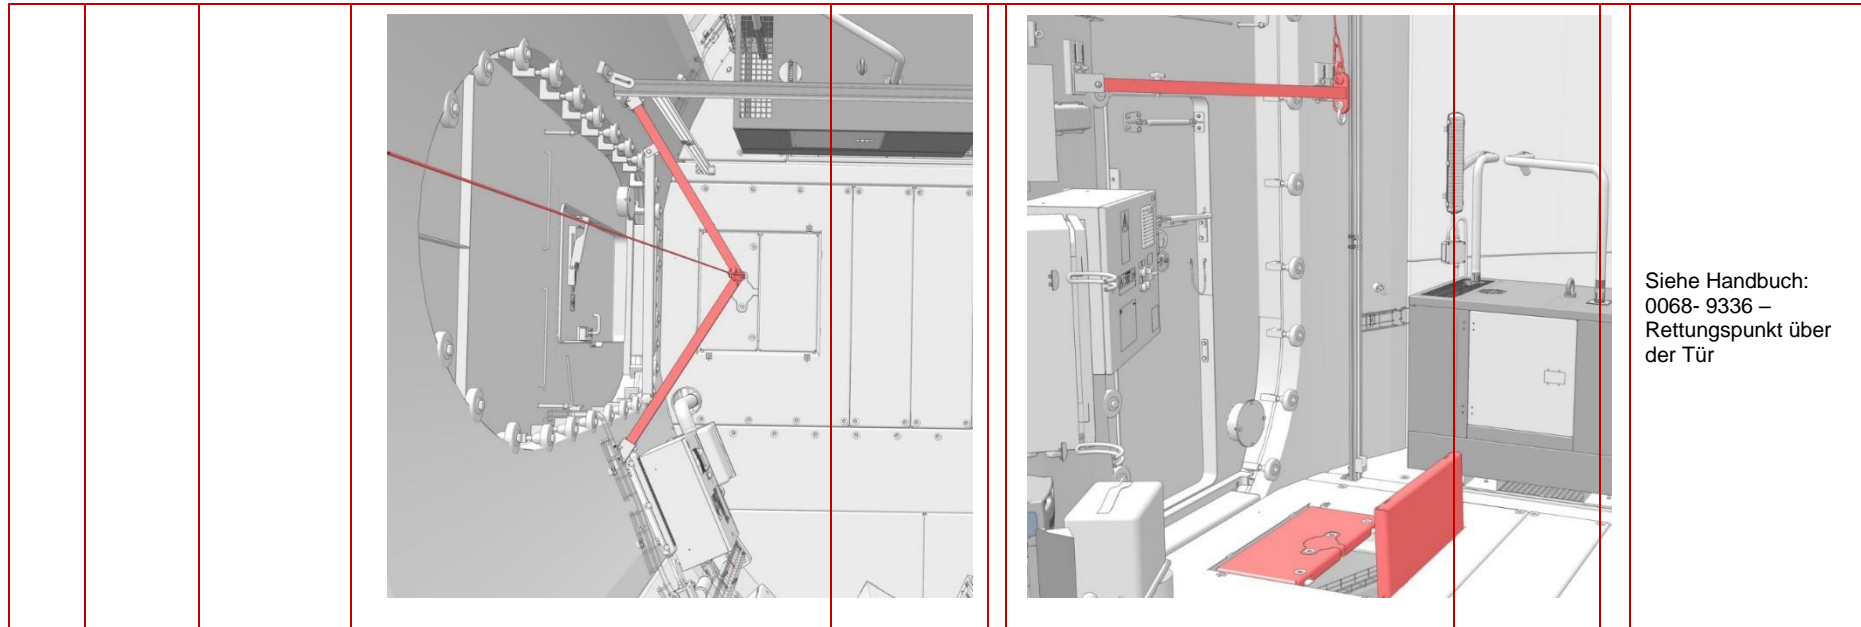 Siehe Handbuch:
0068- 9336 –
Rettungspunkt über
der Tür